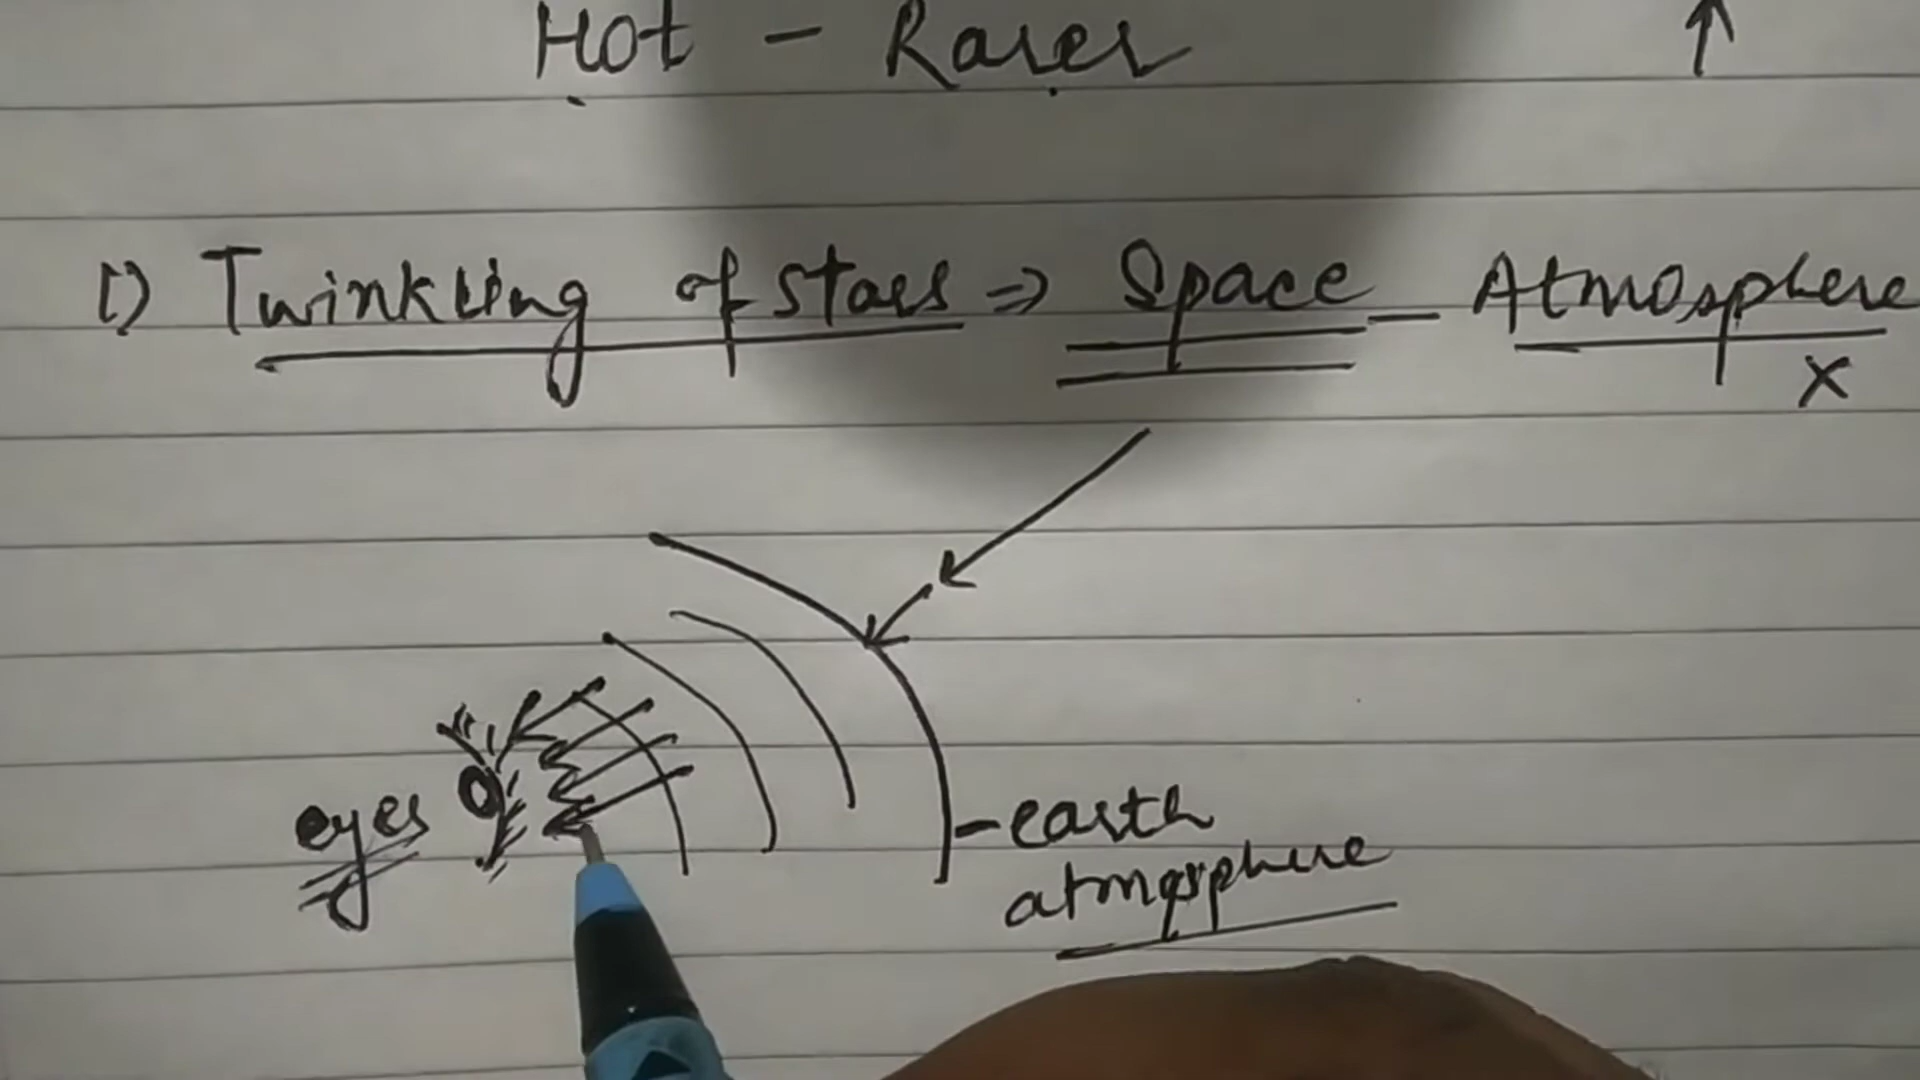 Hot - Rarer ↑
1) Twinkling of stars ⇒ Space - Atmosphere
x
eyes
- earth
atmosphere